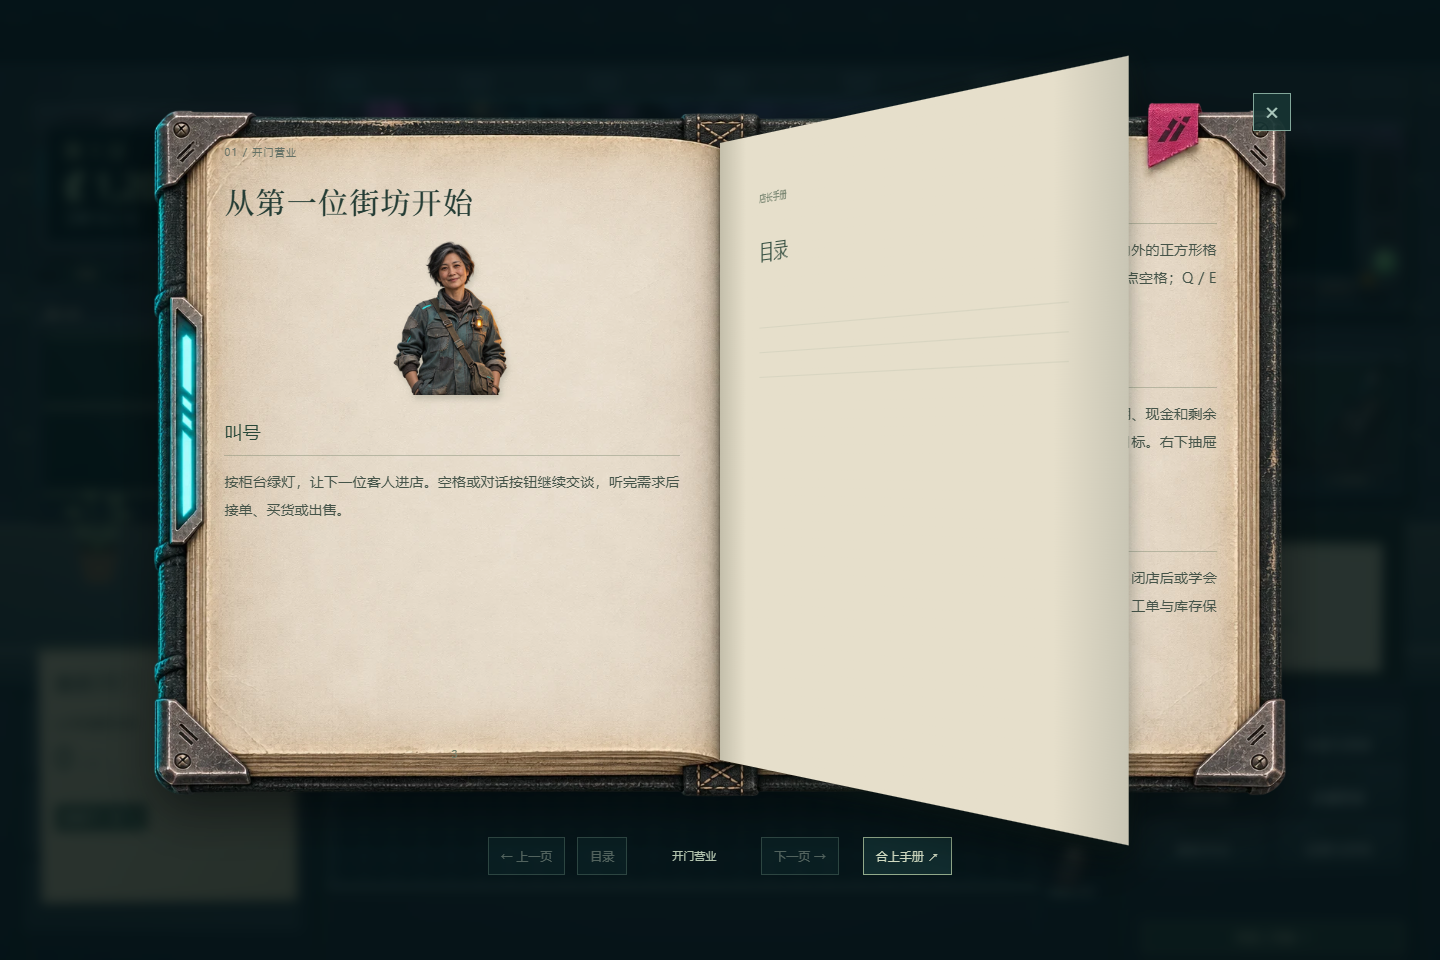 01 / 开门营业
从第一位街坊开始
叫号
按柜台绿灯，让下一位客人进店。空格或对话按钮继续交谈，听完需求后
接单、买货或出售。
店长手册
目录
外的正方形格
点空格；Q / E
、现金和剩余
标。右下抽屉
闭店后或学会
工单与库存保
← 上一页
目录
开门营业
下一页 →
合上手册 ↗
×